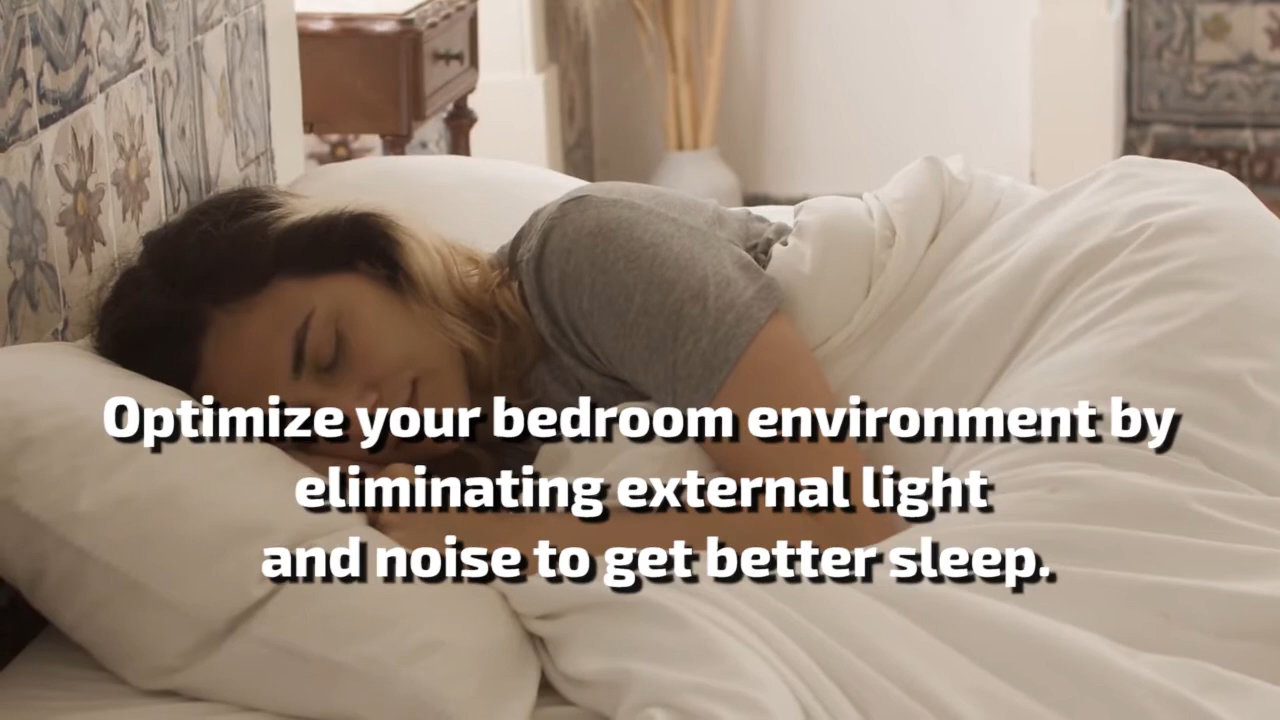 Optimize your bedroom environment by
eliminating external light
and noise to get better sleep.